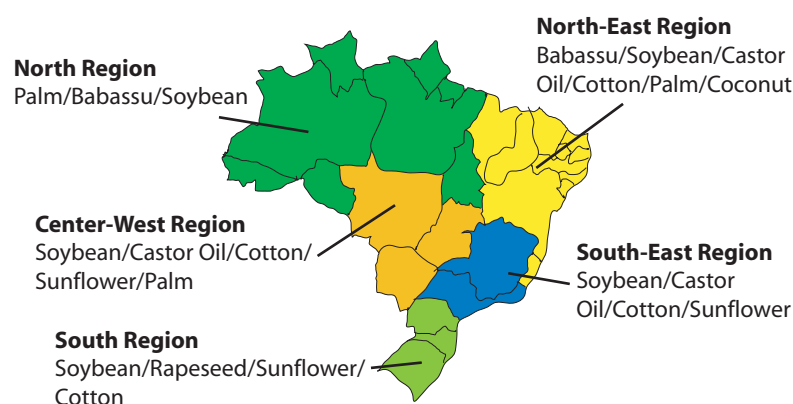 North-East Region
Babassu/Soybean/Castor
Oil/Cotton/Palm/Coconut
North Region
Palm/Babassu/Soybean
Center-West Region
Soybean/Castor Oil/Cotton/
Sunflower/Palm
South-East Region
Soybean/Castor
Oil/Cotton/Sunflower
South Region
Soybean/Rapeseed/Sunflower/
Cotton